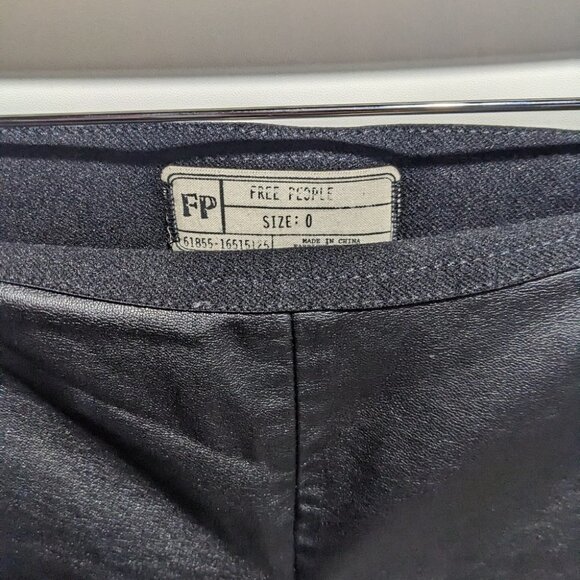 FP
FREE PEOPLE
SIZE: 0
61855-16515125
MADE IN CHINA